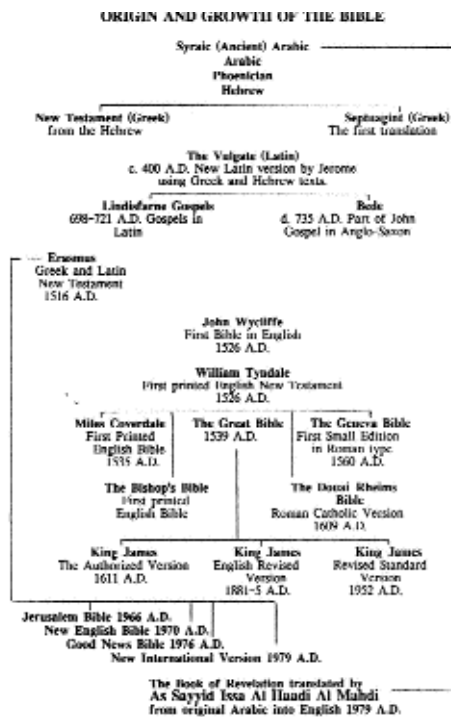 ORIGIN AND GROWTH OF THE BIBLE
Syraic (Ancient) Arabic
Arabic
Phoenician
Hebrew
New Testament (Greek)
from the Hebrew
Septuagint (Greek)
The first translation
The Vulgate (Latin)
c. 400 A.D. New Latin version by Jerome
using Greek and Hebrew texts.
Lindisfarne Gospels
698-721 A.D. Gospels in
Latin
Bede
d. 735 A.D. Part of John
Gospel in Anglo-Saxon
Erasmus
Greek and Latin
New Testament
1516 A.D.
John Wycliffe
First Bible in English
1526 A.D.
William Tyndale
First printed English New Testament
1526 A.D.
Miles Coverdale
First Printed
English Bible
1535 A.D.
The Great Bible
1539 A.D.
The Geneva Bible
First Small Edition
in Roman type
1560 A.D.
The Bishop's Bible
First printed
English Bible
The Douai Rheims
Bible
Roman Catholic Version
1609 A.D.
King James
The Authorized Version
1611 A.D.
King James
English Revised
Version
1881-5 A.D.
King James
Revised Standard
Version
1952 A.D.
Jerusalem Bible 1966 A.D.
New English Bible 1970 A.D.
Good News Bible 1976 A.D.
New International Version 1979 A.D.
The Book of Revelation translated by
As Sayyid Issa Al Haadi Al Mahdi
from original Arabic into English 1979 A.D.